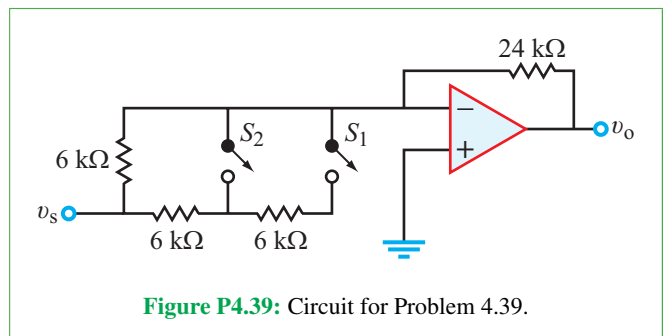 24 kΩ
S₂
S₁
−
+
vₒ
6 kΩ
vₛ
6 kΩ
6 kΩ
Figure P4.39: Circuit for Problem 4.39.